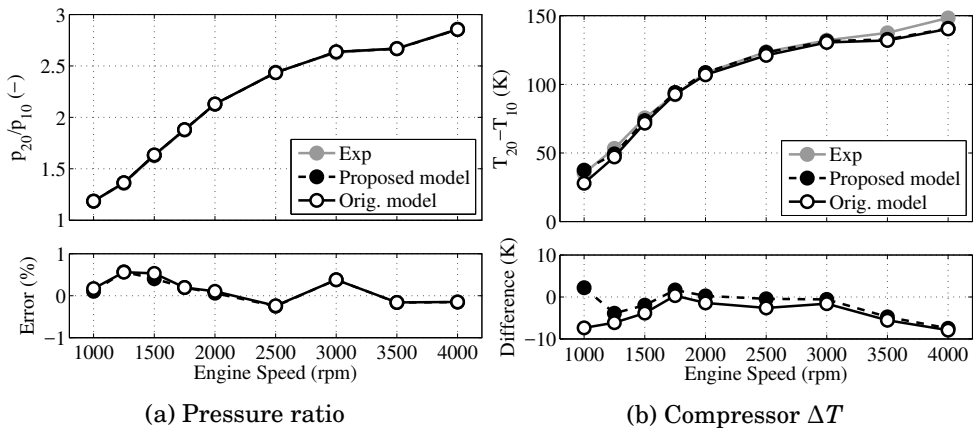 3
2.5
2
1.5
1
p20/p10 (−)
Exp
Proposed model
Orig. model
1
0
−1
Error (%)
1000 1500 2000 2500 3000 3500 4000
Engine Speed (rpm)
(a) Pressure ratio
150
100
50
0
T20−T10 (K)
Exp
Proposed model
Orig. model
10
0
−10
Difference (K)
1000 1500 2000 2500 3000 3500 4000
Engine Speed (rpm)
(b) Compressor ΔT